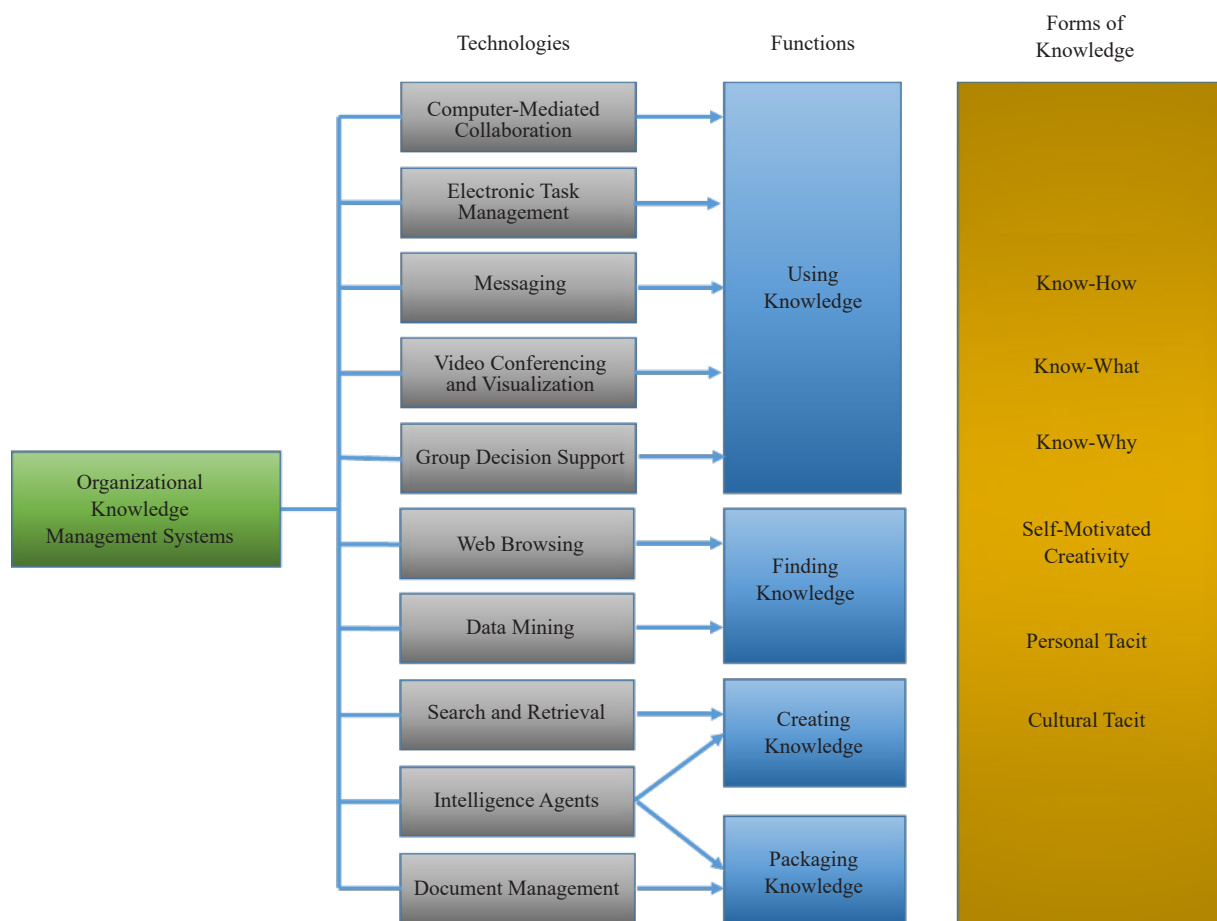 Technologies
Functions
Forms of
Knowledge
Computer-Mediated
Collaboration
Electronic Task
Management
Messaging
Video Conferencing
and Visualization
Group Decision Support
Web Browsing
Data Mining
Search and Retrieval
Intelligence Agents
Document Management
Organizational
Knowledge
Management Systems
Using
Knowledge
Finding
Knowledge
Creating
Knowledge
Packaging
Knowledge
Know-How
Know-What
Know-Why
Self-Motivated
Creativity
Personal Tacit
Cultural Tacit